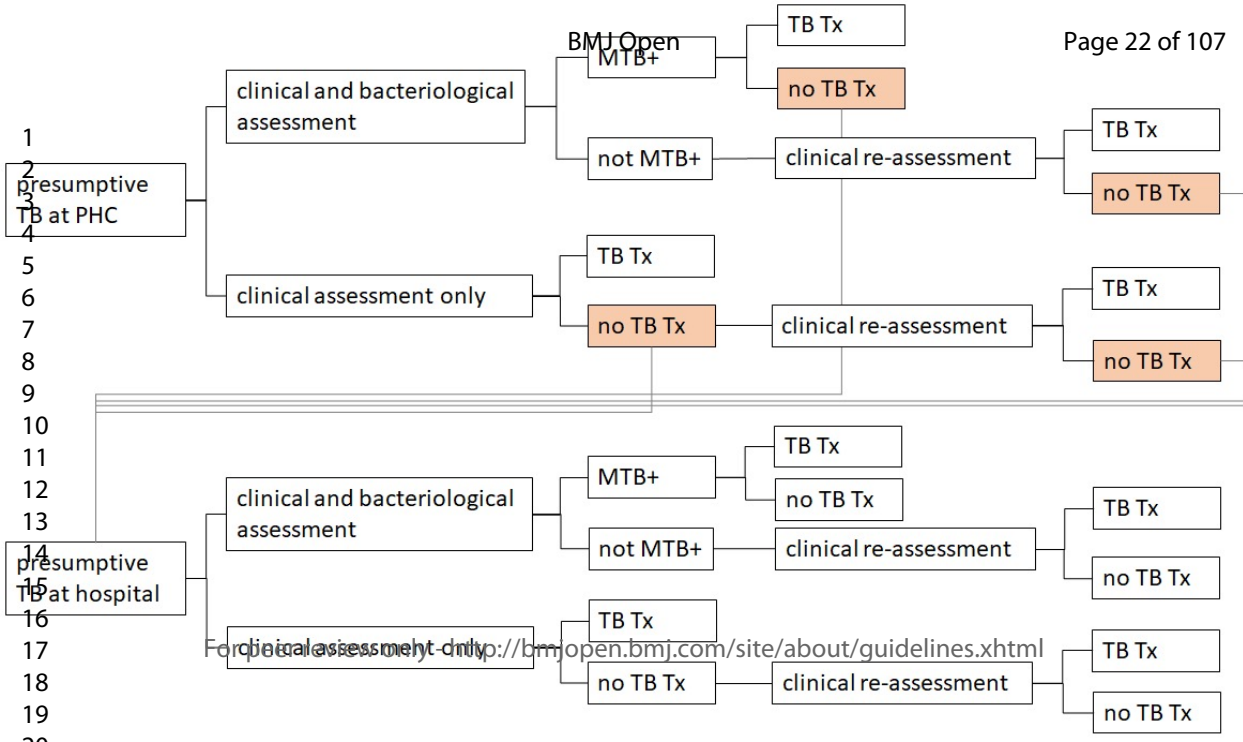 BMJ Open
Page 22 of 107
TB Tx
MTB+
no TB Tx
clinical and bacteriological
assessment
not MTB+
clinical re-assessment
TB Tx
no TB Tx
presumptive
TB at PHC
clinical assessment only
TB Tx
no TB Tx
clinical re-assessment
TB Tx
no TB Tx
1
2
3
4
5
6
7
8
9
10
11
12
13
14
15
16
17
18
19
presumptive
TB at hospital
clinical and bacteriological
assessment
MTB+
TB Tx
no TB Tx
not MTB+
clinical re-assessment
TB Tx
no TB Tx
clinical assessment only
TB Tx
no TB Tx
clinical re-assessment
TB Tx
no TB Tx
For peer review only - http://bmjopen.bmj.com/site/about/guidelines.xhtml